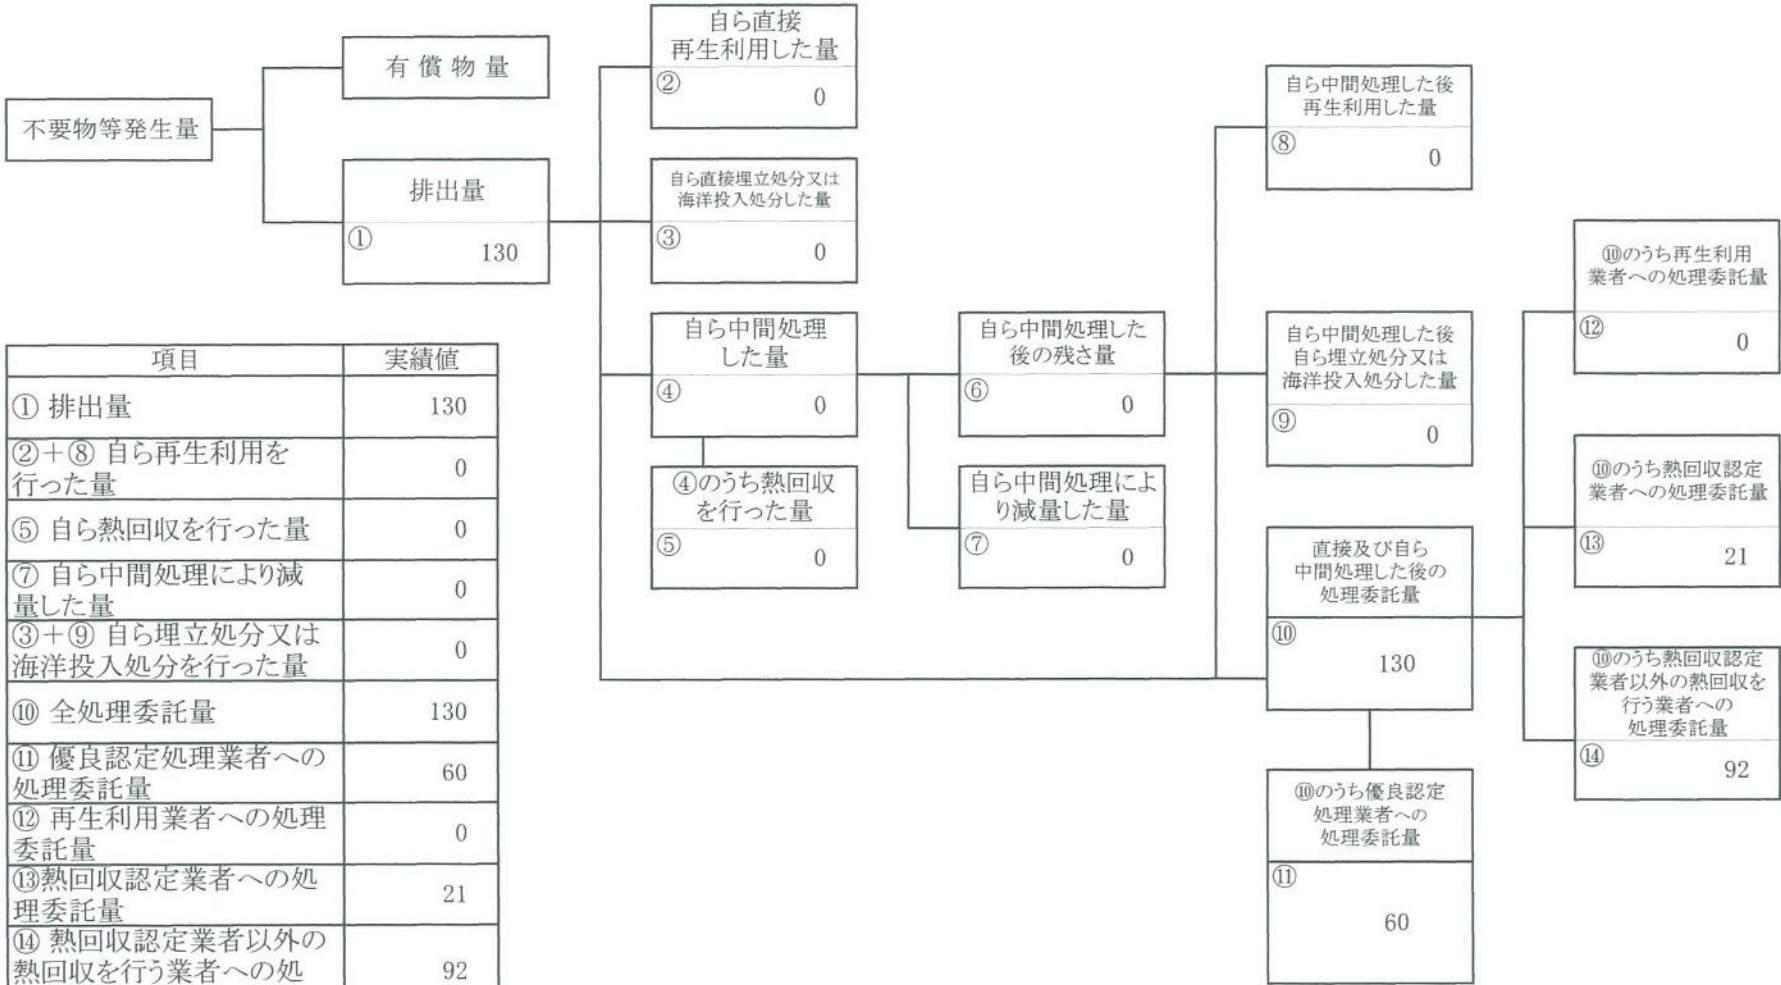 不要物等発生量
有償物量
排出量
①
130
自ら直接
再生利用した量
②
0
自ら直接埋立処分又は
海洋投入処分した量
③
0
自ら中間処理
した量
④
0
④のうち熱回収
を行った量
⑤
0
自ら中間処理した
後の残さ量
⑥
0
自ら中間処理によ
り減量した量
⑦
0
自ら中間処理した後
再生利用した量
⑧
0
自ら中間処理した後
自ら埋立処分又は
海洋投入処分した量
⑨
0
直接及び自ら
中間処理した後の
処理委託量
⑩
130
⑩のうち優良認定
処理業者への
処理委託量
⑪
60
⑩のうち再生利用
業者への処理委託量
⑫
0
⑩のうち熱回収認定
業者への処理委託量
⑬
21
⑩のうち熱回収認定
業者以外の熱回収を
行う業者への
処理委託量
⑭
92
項目 実績値
① 排出量 130
②+⑧ 自ら再生利用を
行った量 0
⑤ 自ら熱回収を行った量 0
⑦ 自ら中間処理により減
量した量 0
③+⑨ 自ら埋立処分又は
海洋投入処分を行った量 0
⑩ 全処理委託量 130
⑪ 優良認定処理業者への
処理委託量 60
⑫ 再生利用業者への処理
委託量 0
⑬熱回収認定業者への処
理委託量 21
⑭ 熱回収認定業者以外の
熱回収を行う業者への処 92